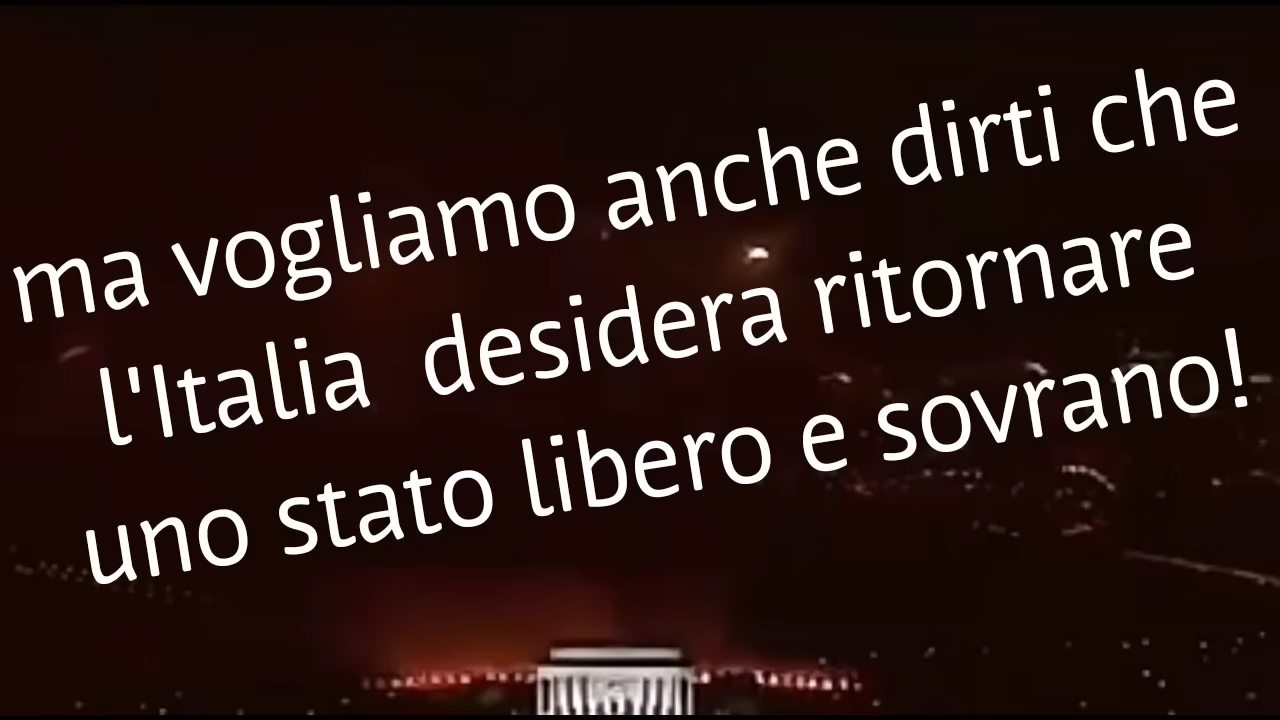 ma vogliamo anche dirti che
l'Italia  desidera ritornare
uno stato libero e sovrano!